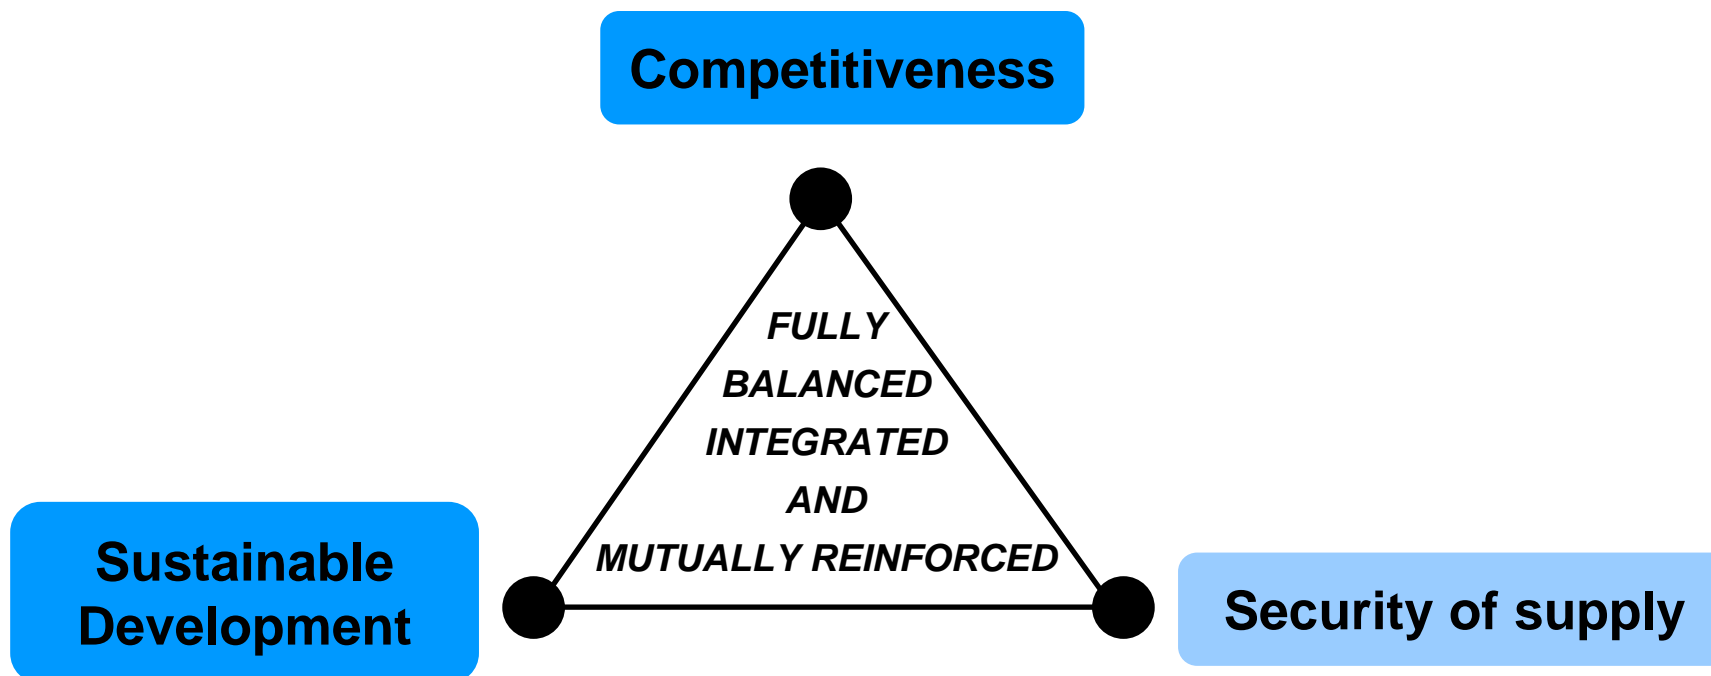 Competitiveness
FULLY
BALANCED
INTEGRATED
AND
MUTUALLY REINFORCED
Sustainable
Development
Security of supply